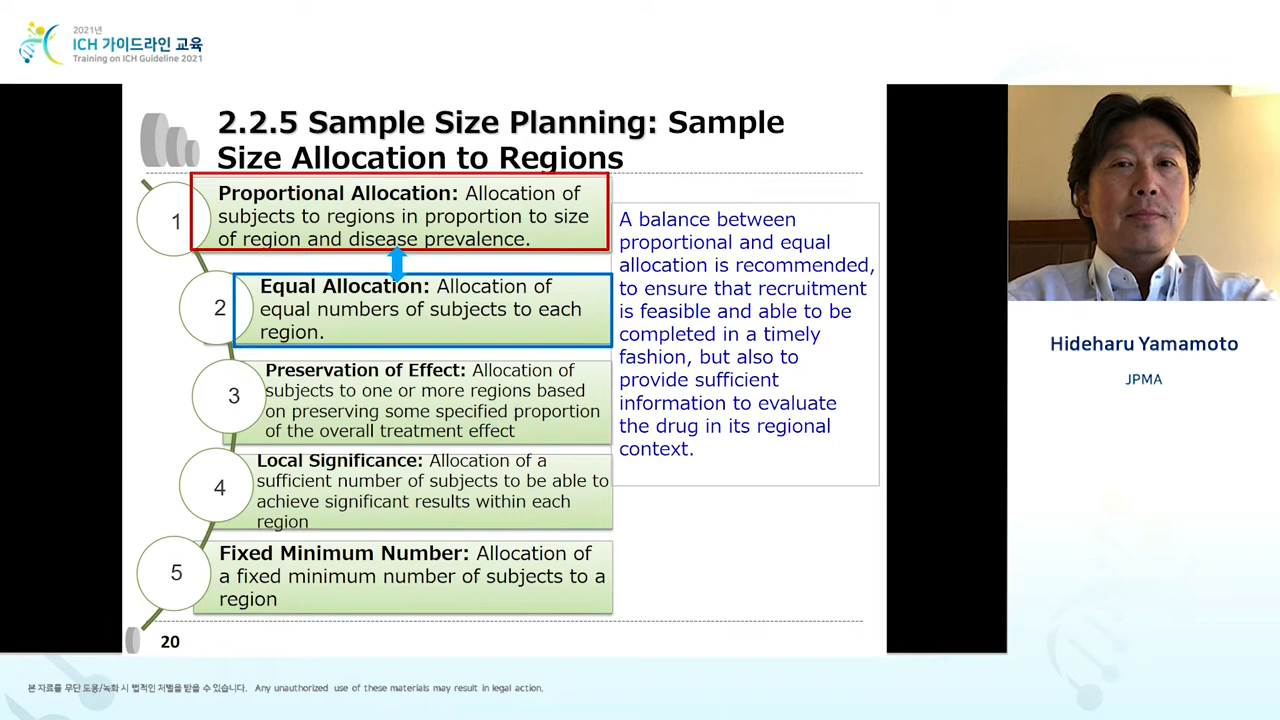 2021년
ICH 가이드라인 교육
Training on ICH Guideline 2021
2.2.5 Sample Size Planning: Sample
Size Allocation to Regions
1
Proportional Allocation: Allocation of
subjects to regions in proportion to size
of region and disease prevalence.
2
Equal Allocation: Allocation of
equal numbers of subjects to each
region.
3
Preservation of Effect: Allocation of
subjects to one or more regions based
on preserving some specified proportion
of the overall treatment effect
4
Local Significance: Allocation of a
sufficient number of subjects to be able to
achieve significant results within each
region
5
Fixed Minimum Number: Allocation of
a fixed minimum number of subjects to a
region
A balance between
proportional and equal
allocation is recommended,
to ensure that recruitment
is feasible and able to be
completed in a timely
fashion, but also to
provide sufficient
information to evaluate
the drug in its regional
context.
20
Hideharu Yamamoto
JPMA
본 자료를 무단 도용/녹화 시 법적인 처벌을 받을 수 있습니다. Any unauthorized use of these materials may result in legal action.